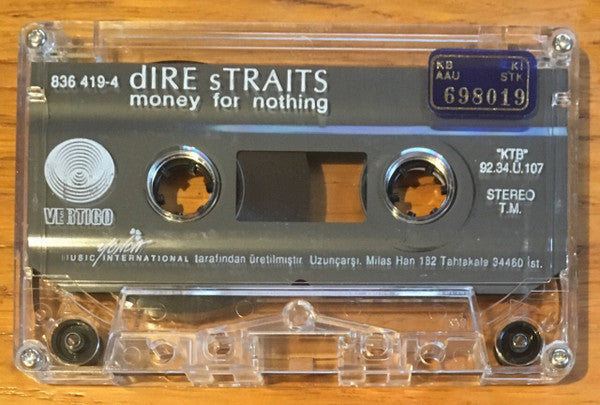 836 419-4 dIRE sTRAITS
money for nothing
KB KI
AAU STK
698019
"KTB"
92.34.Ü.107
STEREO
T.M.
VERTIGO
MUSIC INTERNATIONAL tarafından üretilmiştir. Uzunçarşı. Milas Han 182 Tahtakale 34460 İst.